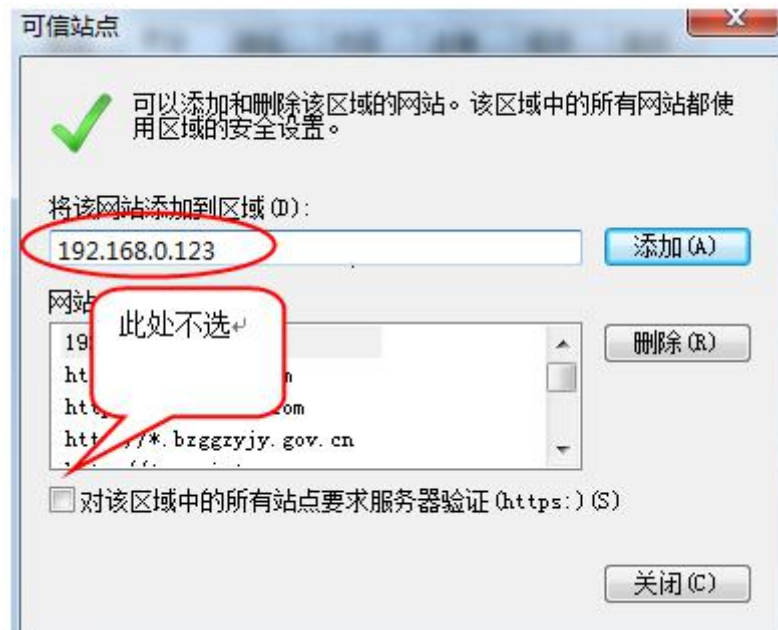 可信站点
可以添加和删除该区域的网站。该区域中的所有网站都使
用区域的安全设置。
将该网站添加到区域(D):
192.168.0.123
添加(A)
网站
此处不选
19
删除(R)
ht
htt om
htt //*.bzggzyjy.gov.cn
对该区域中的所有站点要求服务器验证(https:)(S)
关闭(C)